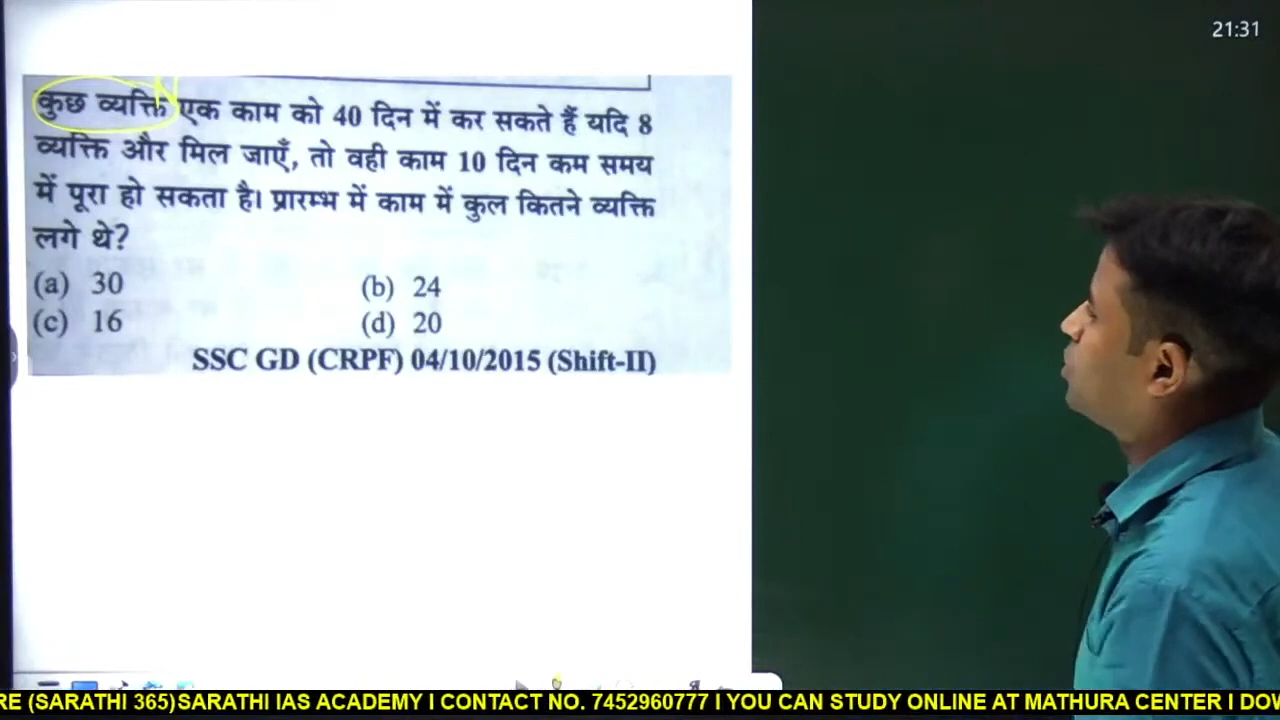 21:31
कुछ व्यक्ति एक काम को 40 दिन में कर सकते हैं यदि 8
व्यक्ति और मिल जाएँ, तो वही काम 10 दिन कम समय
में पूरा हो सकता है। प्रारम्भ में काम में कुल कितने व्यक्ति
लगे थे?
(a) 30 (b) 24
(c) 16 (d) 20
SSC GD (CRPF) 04/10/2015 (Shift-II)
N
RE (SARATHI 365)SARATHI IAS ACADEMY I CONTACT NO. 7452960777 I YOU CAN STUDY ONLINE AT MATHURA CENTER I DOW